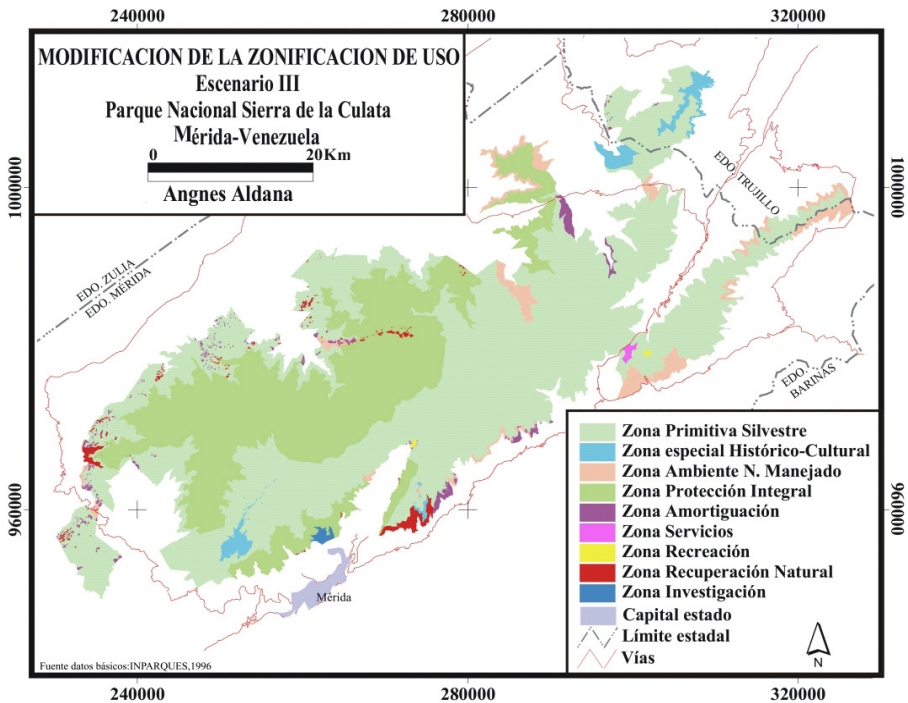 240000 280000 320000
MODIFICACION DE LA ZONIFICACION DE USO
Escenario III
Parque Nacional Sierra de la Culata
Mérida-Venezuela
0 20Km
Angnes Aldana
1000000
1000000
EDO. TRUJILLO
EDO. ZULIA
EDO. MÉRIDA
EDO. BARINAS
960000
960000
Zona Primitiva Silvestre
Zona especial Histórico-Cultural
Zona Ambiente N. Manejado
Zona Protección Integral
Zona Amortiguación
Zona Servicios
Zona Recreación
Zona Recuperación Natural
Zona Investigación
Capital estado
Límite estadal
Vías
N
Mérida
Fuente datos básicos:INPARQUES,1996
240000 280000 320000